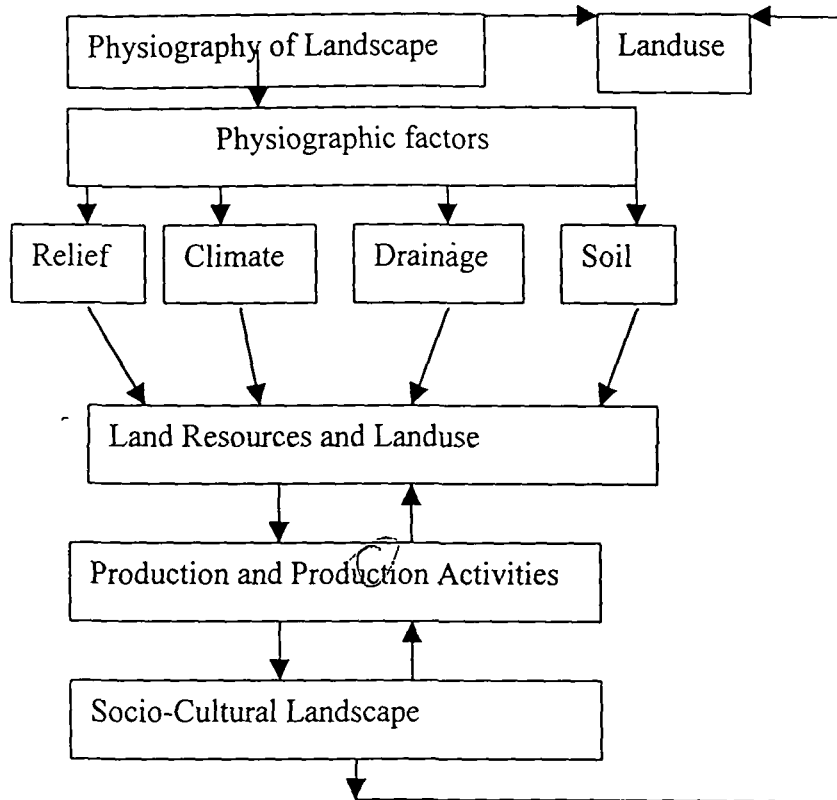 Physiography of Landscape
Landuse
Physiographic factors
Relief
Climate
Drainage
Soil
Land Resources and Landuse
Production and Production Activities
Socio-Cultural Landscape